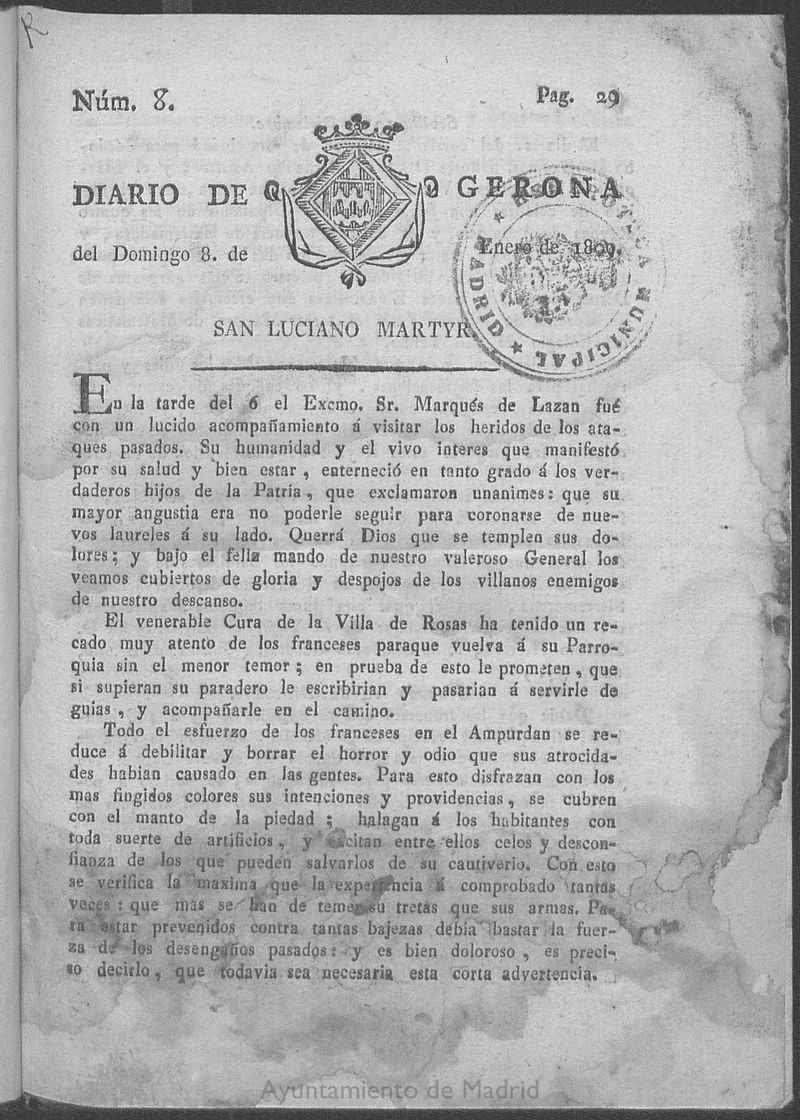 R
Núm. 8. Pag. 29
DIARIO DE GERONA
del Domingo 8. de Enero de 1809.
HEMEROTECA MUNICIPAL
★ MADRID ★
SAN LUCIANO MARTYR
En la tarde del 6 el Excmo. Sr. Marqués de Lazan fué
con un lucido acompañamiento á visitar los heridos de los ata-
ques pasados. Su humanidad y el vivo interes que manifestó
por su salud y bien estar, enterneció en tanto grado á los ver-
daderos hijos de la Patria, que exclamaron unanimes: que su
mayor angustia era no poderle seguir para coronarse de nue-
vos laureles á su lado. Querrá Dios que se templen sus do-
lores; y bajo el feliz mando de nuestro valeroso General los
veamos cubiertos de gloria y despojos de los villanos enemigos
de nuestro descanso.
El venerable Cura de la Villa de Rosas ha tenido un re-
cado muy atento de los franceses paraque vuelva á su Parro-
quia sin el menor temor; en prueba de esto le prometen, que
si supieran su paradero le escribirian y pasarian á servirle de
guias, y acompañarle en el camino.
Todo el esfuerzo de los franceses en el Ampurdan se re-
duce á debilitar y borrar el horror y odio que sus atrocida-
des habian causado en las gentes. Para esto disfrazan con los
mas fingidos colores sus intenciones y providencias, se cubren
con el manto de la piedad; halagan á los habitantes con
toda suerte de artificios, y excitan entre ellos celos y descon-
fianza de los que pueden salvarlos de su cautiverio. Con esto
se verifica la maxima que la experiencia á comprobado tantas
veces: que mas se han de temer su tretas que sus armas. Pa-
ra estar prevenidos contra tantas bajezas debia bastar la fuer-
za de los desengaños pasados: y es bien doloroso, es preci-
so decirlo, que todavia sea necesaria esta corta advertencia.
Ayuntamiento de Madrid